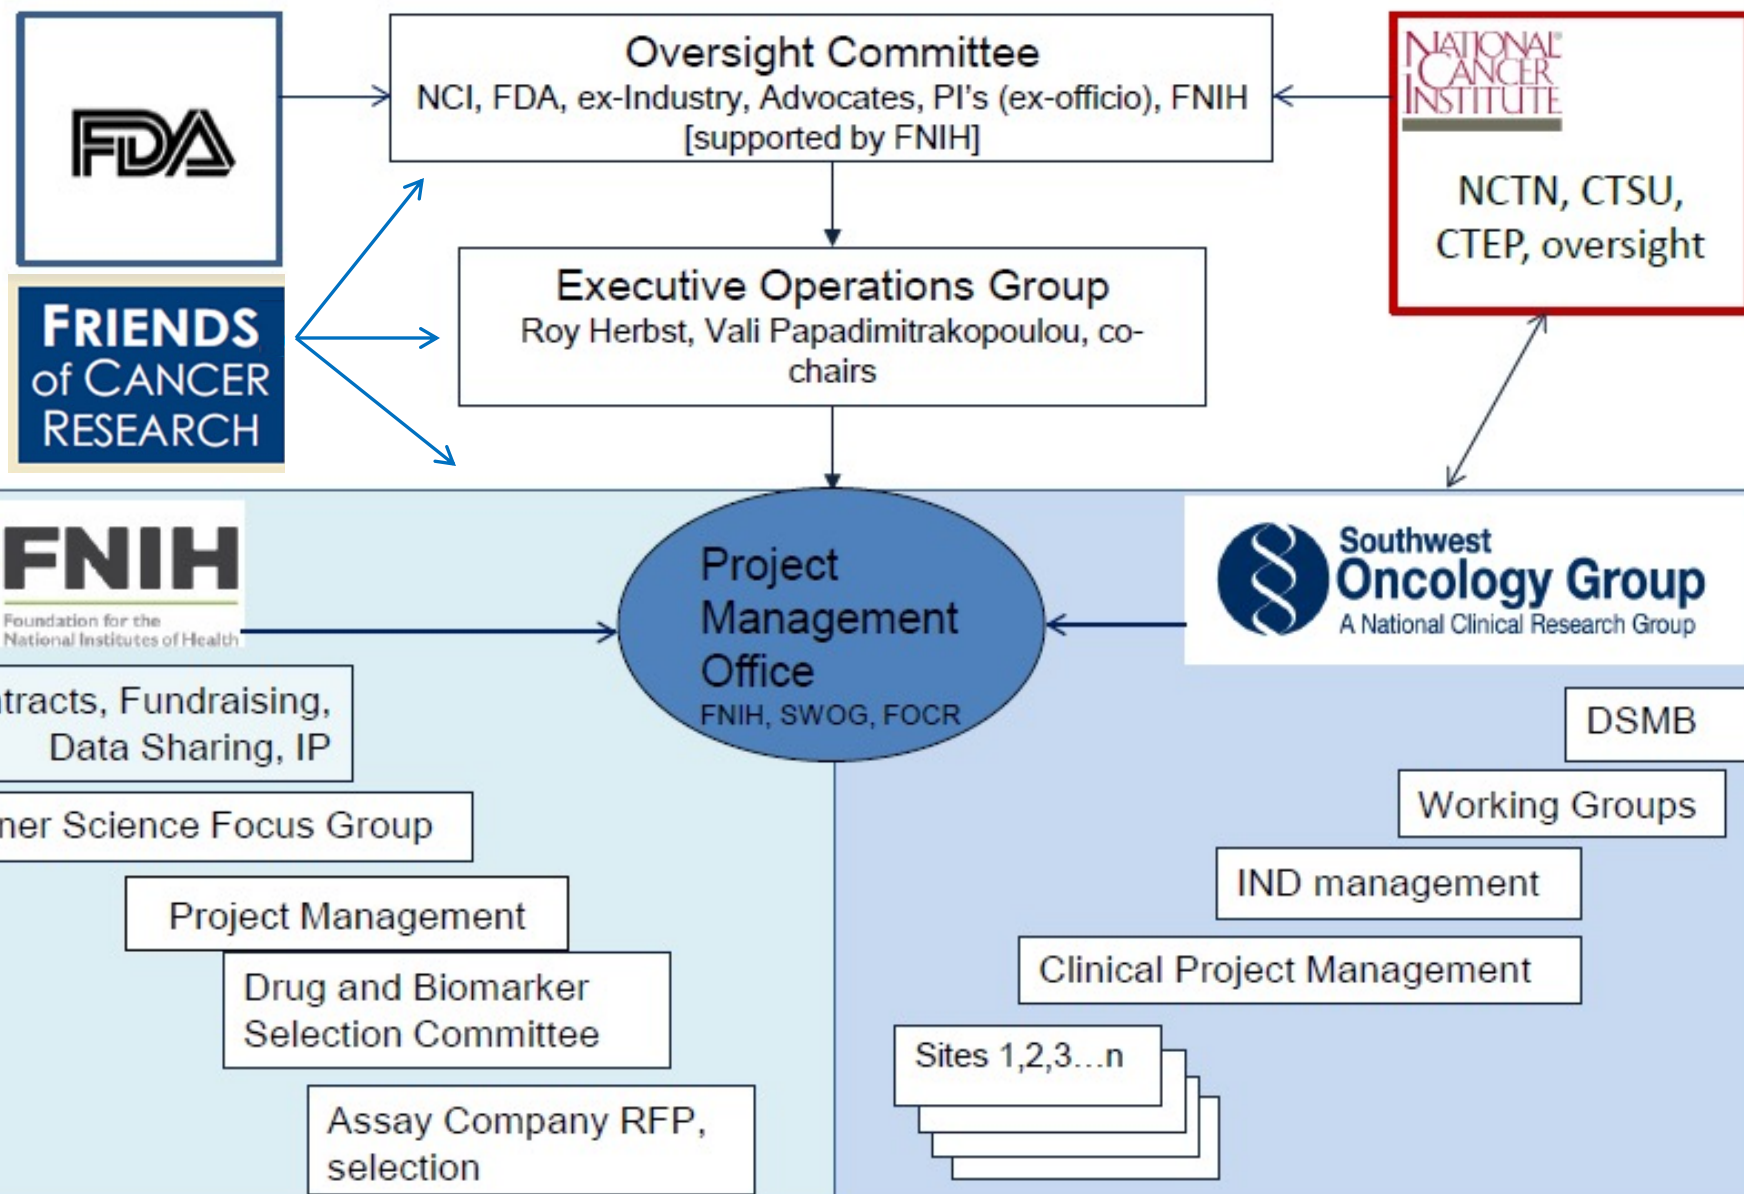 FDA
Oversight Committee
NCI, FDA, ex-Industry, Advocates, PI's (ex-officio), FNIH
[supported by FNIH]
NATIONAL
CANCER
INSTITUTE
NCTN, CTSU,
CTEP, oversight
FRIENDS
of CANCER
RESEARCH
Executive Operations Group
Roy Herbst, Vali Papadimitrakopoulou, co-
chairs
FNIH
Foundation for the
National Institutes of Health
Project
Management
Office
FNIH, SWOG, FOCR
Southwest
Oncology Group
A National Clinical Research Group
Fundraising,
Data Sharing, IP
Science Focus Group
Project Management
Drug and Biomarker
Selection Committee
Assay Company RFP,
selection
DSMB
Working Groups
IND management
Clinical Project Management
Sites 1,2,3...n